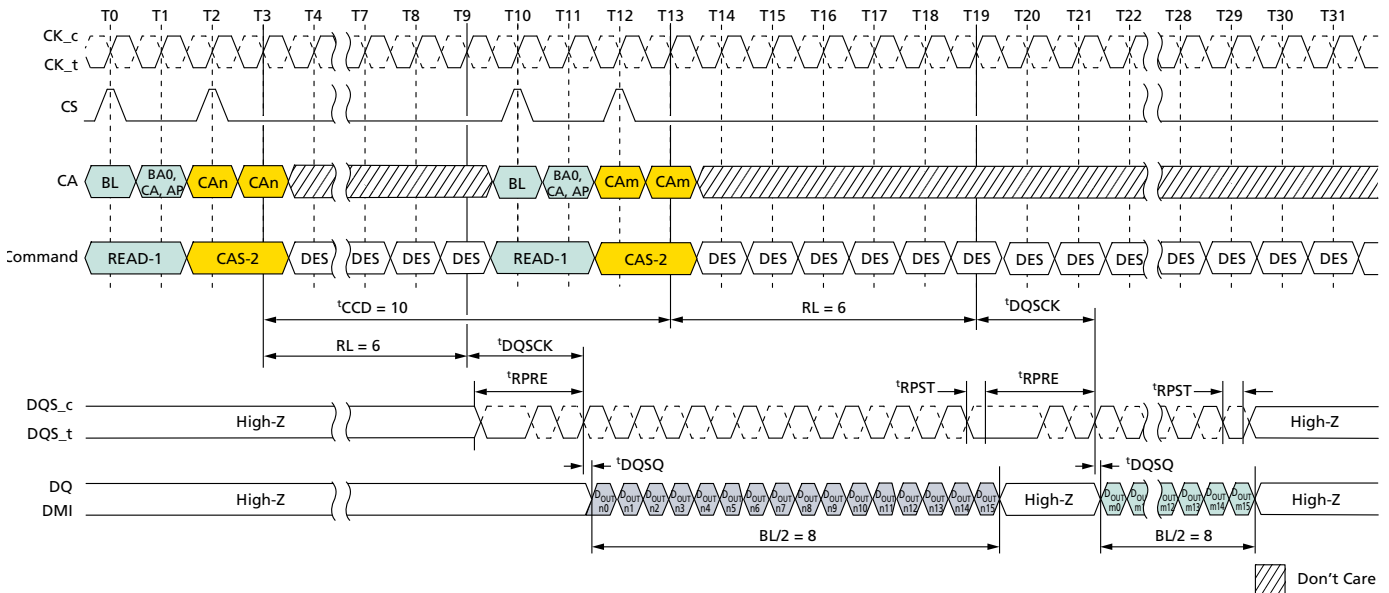 T0 T1 T2 T3 T4 T7 T8 T9 T10 T11 T12 T13 T14 T15 T16 T17 T18 T19 T20 T21 T22 T28 T29 T30 T31
CK_c
CK_t
CS
CA BL BA0, CA, AP CAn CAn BL BA0, CA, AP CAm CAm
Command READ-1 CAS-2 DES DES DES DES READ-1 CAS-2 DES DES DES DES DES DES DES DES DES DES DES DES DES
tCCD = 10 RL = 6 tDQSCK
RL = 6 tDQSCK
tRPRE tRPST tRPRE tRPST
DQS_c
DQS_t
High-Z High-Z
tDQSQ tDQSQ
DQ
DMI
High-Z DOUT n0 DOUT n1 DOUT n2 DOUT n3 DOUT n4 DOUT n5 DOUT n6 DOUT n7 DOUT n8 DOUT n9 DOUT n10 DOUT n11 DOUT n12 DOUT n13 DOUT n14 DOUT n15 High-Z DOUT m0 DOUT m1 DOUT m12 DOUT m13 DOUT m14 DOUT m15 High-Z
BL/2 = 8 BL/2 = 8
Don't Care